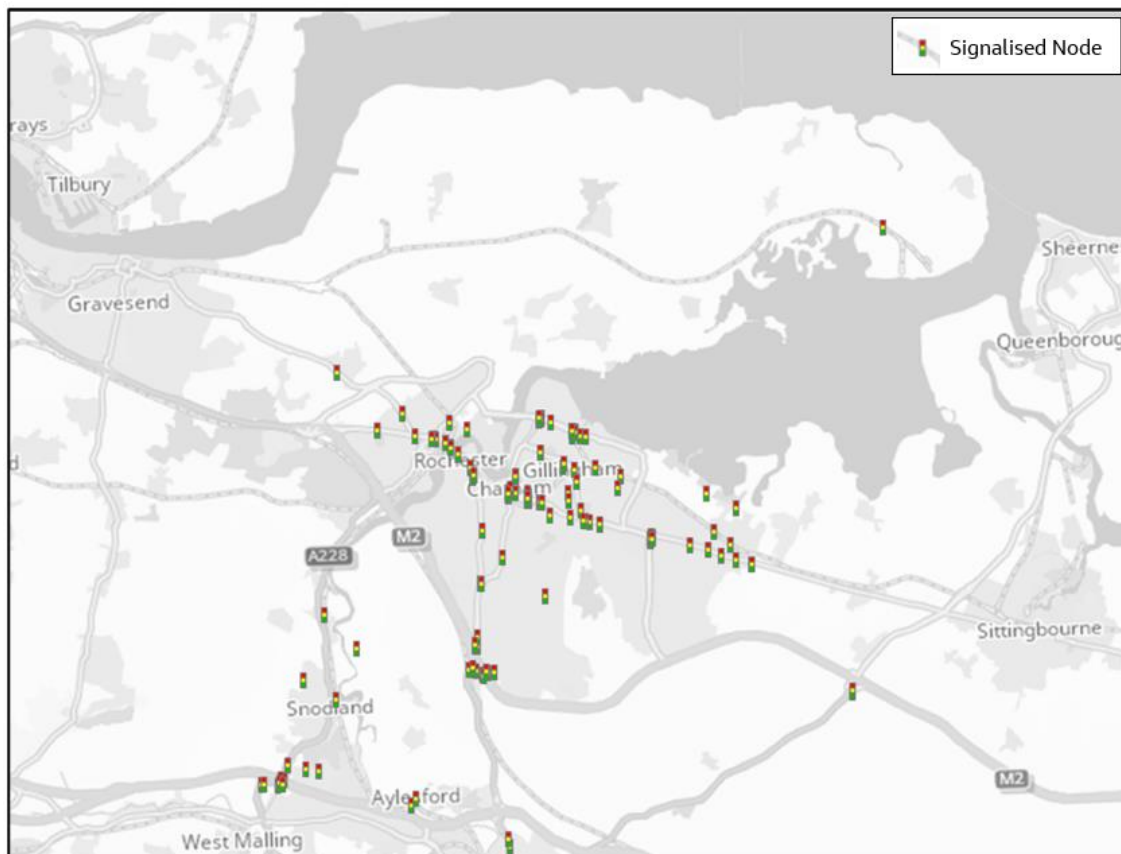 Signalised Node
rays
Tilbury
Sheerne
Gravesend
Queenboroug
Rochester
Gillingham
Chatham
d
M2
A228
Sittingbourne
Snodland
M2
Aylesford
West Malling